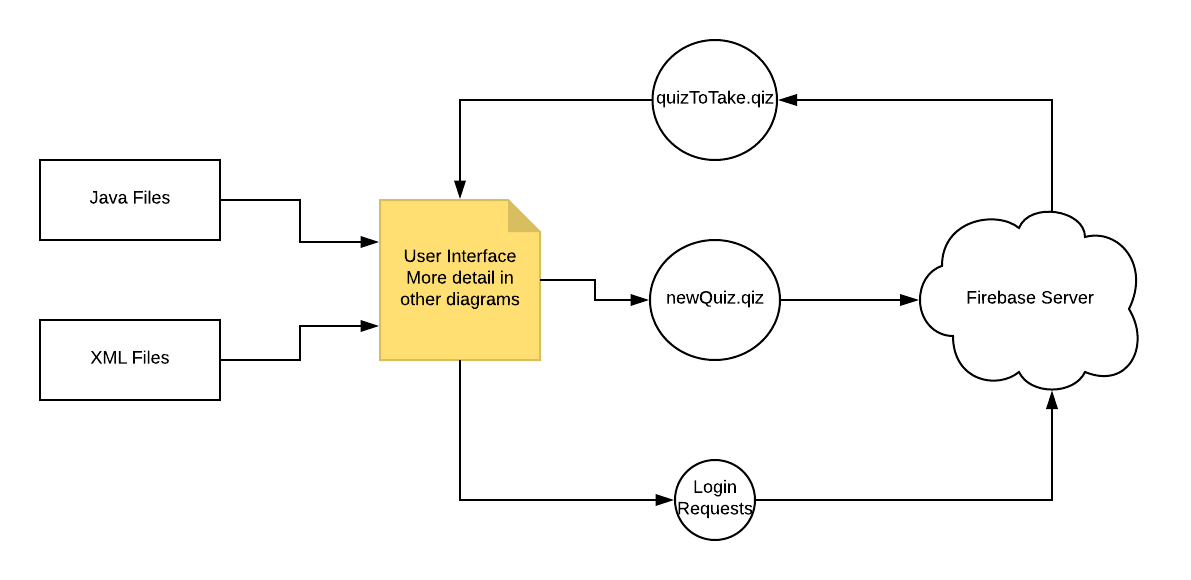 quizToTake.qiz
Java Files
User Interface
More detail in
other diagrams
newQuiz.qiz
Firebase Server
XML Files
Login
Requests